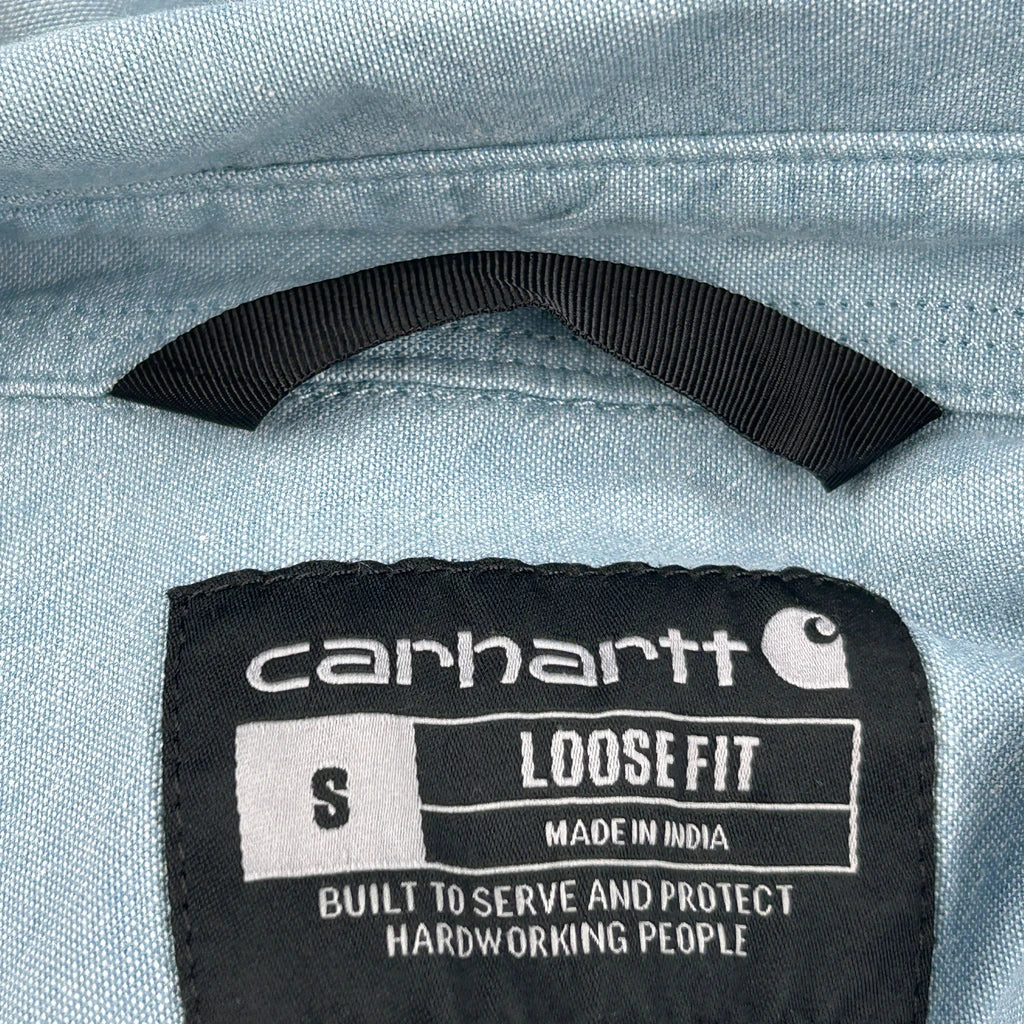 carhartt
S
LOOSE FIT
MADE IN INDIA
BUILT TO SERVE AND PROTECT
HARDWORKING PEOPLE